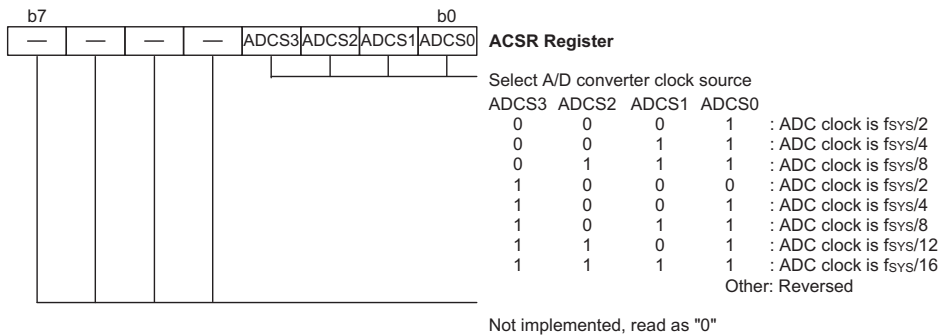 b7 b0
— — — — ADCS3 ADCS2 ADCS1 ADCS0 ACSR Register
Select A/D converter clock source
ADCS3 ADCS2 ADCS1 ADCS0
0 0 0 1 : ADC clock is fSYS/2
0 0 1 1 : ADC clock is fSYS/4
0 1 1 1 : ADC clock is fSYS/8
1 0 0 0 : ADC clock is fSYS/2
1 0 0 1 : ADC clock is fSYS/4
1 0 1 1 : ADC clock is fSYS/8
1 1 0 1 : ADC clock is fSYS/12
1 1 1 1 : ADC clock is fSYS/16
Other: Reversed
Not implemented, read as "0"